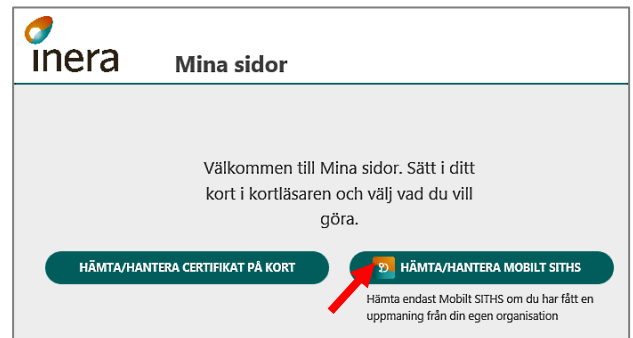 inera
Mina sidor
Välkommen till Mina sidor. Sätt i ditt
kort i kortläsaren och välj vad du vill
göra.
HÄMTA/HANTERA CERTIFIKAT PÅ KORT
HÄMTA/HANTERA MOBILT SITHS
Hämta endast Mobilt SITHS om du har fått en
uppmaning från din egen organisation